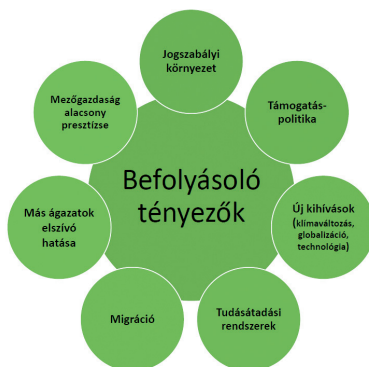 Jogszabályi
környezet
Támogatás-
politika
Új kihívások
(klímaváltozás,
globalizáció,
technológia)
Tudásátadási
rendszerek
Migráció
Más ágazatok
elszívó
hatása
Mezőgazdaság
alacsony
presztízse
Befolyásoló
tényezők